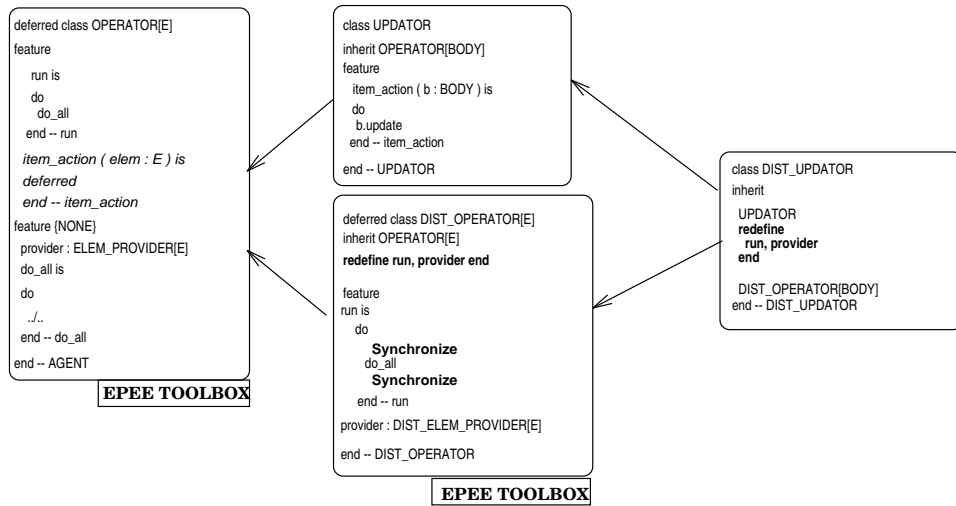 deferred class OPERATOR[E]
feature
run is
do
do_all
end -- run
item_action ( elem : E ) is
deferred
end -- item_action
feature {NONE}
provider : ELEM_PROVIDER[E]
do_all is
do
../..
end -- do_all
end -- AGENT
EPEE TOOLBOX
class UPDATOR
inherit OPERATOR[BODY]
feature
item_action ( b : BODY ) is
do
b.update
end -- item_action
end -- UPDATOR
deferred class DIST_OPERATOR[E]
inherit OPERATOR[E]
redefine run, provider end
feature
run is
do
Synchronize
do_all
Synchronize
end -- run
provider : DIST_ELEM_PROVIDER[E]
end -- DIST_OPERATOR
EPEE TOOLBOX
class DIST_UPDATOR
inherit
UPDATOR
redefine
run, provider
end
DIST_OPERATOR[BODY]
end -- DIST_UPDATOR